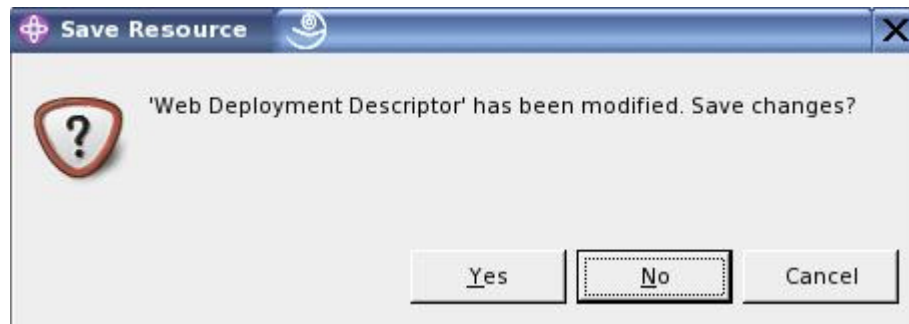 Save Resource
'Web Deployment Descriptor' has been modified. Save changes?
Yes No Cancel